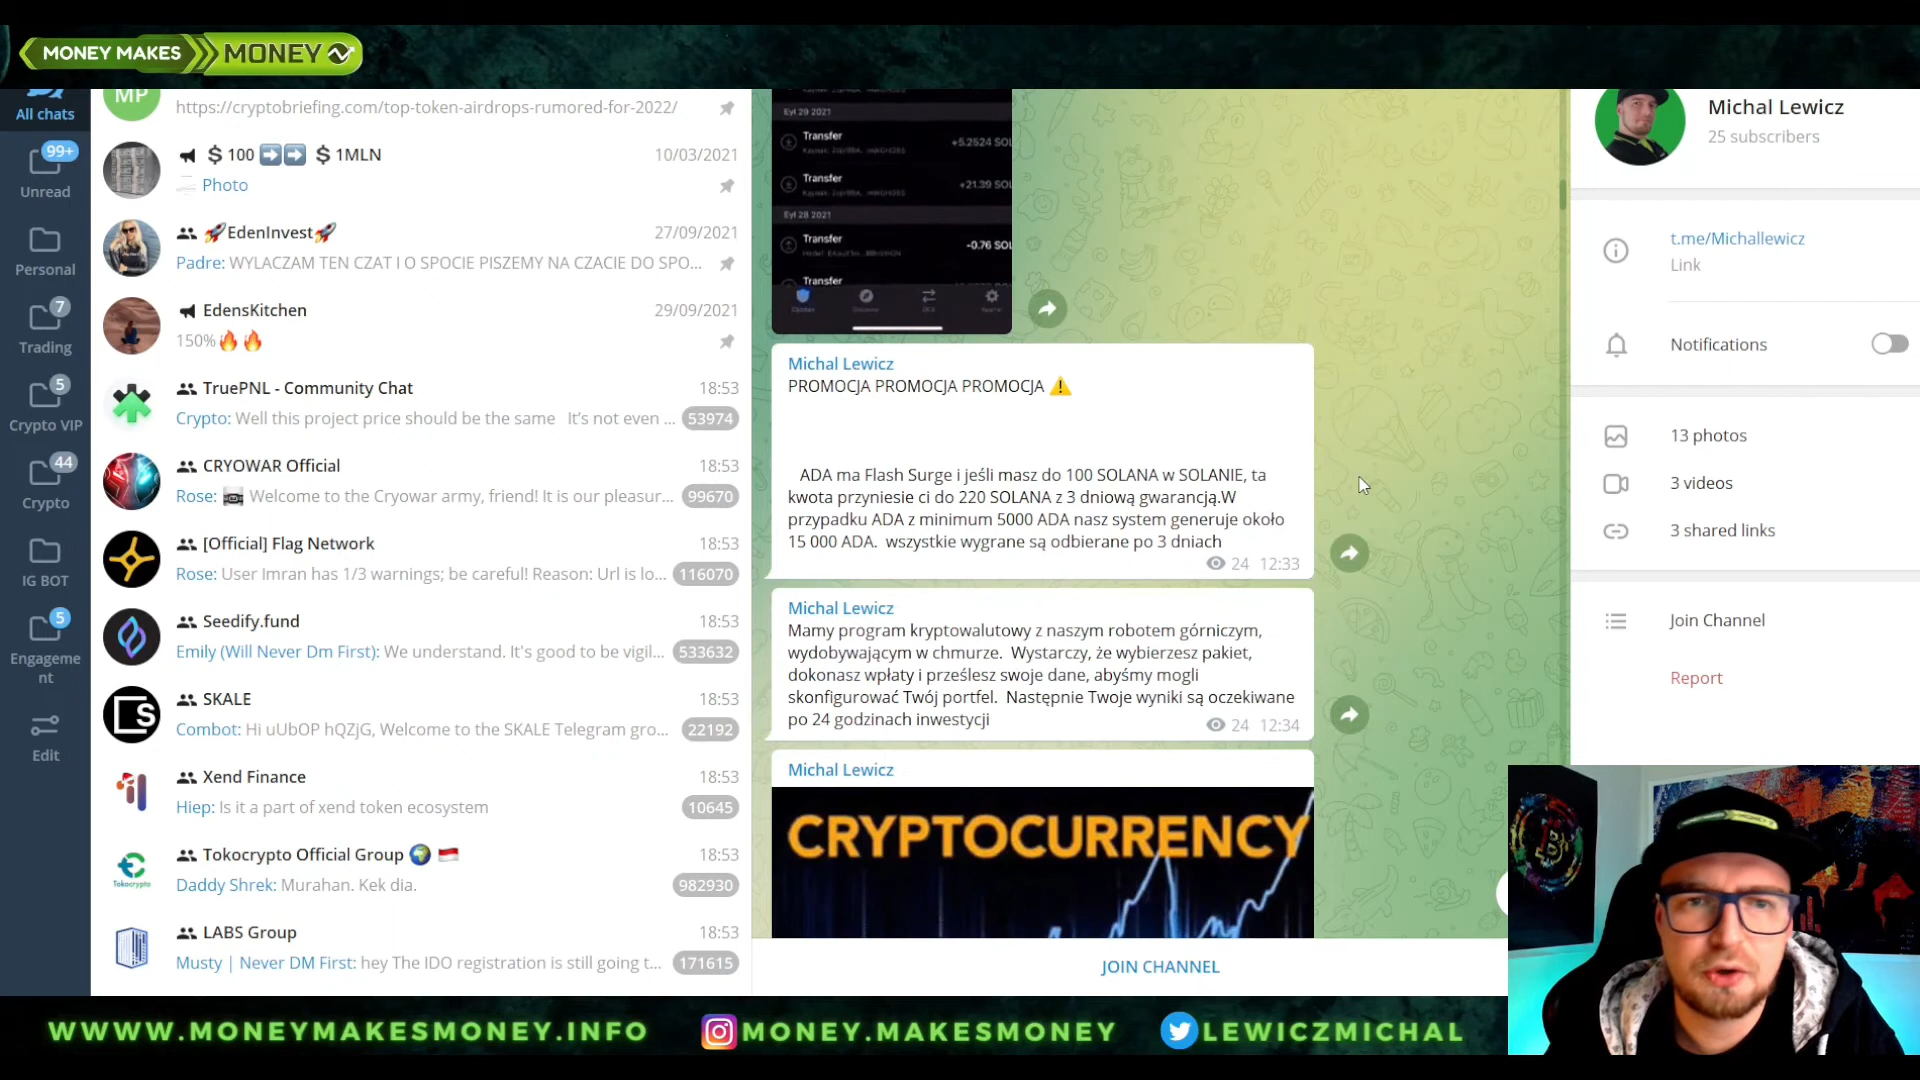 MONEY MAKES MONEY
All chats
99+
Unread
Personal
7
Trading
5
Crypto VIP
44
Crypto
IG BOT
5
Engageme
nt
Edit
MP
https://cryptobriefing.com/top-token-airdrops-rumored-for-2022/
$100 ➡️➡️ $1MLN 10/03/2021
Photo
🚀EdenInvest🚀 27/09/2021
Padre: WYLACZAM TEN CZAT I O SPOCIE PISZEMY NA CZACIE DO SPO...
EdensKitchen 29/09/2021
150%🔥🔥
TruePNL - Community Chat 18:53
Crypto: Well this project price should be the same It’s not even ... 53974
CRYOWAR Official 18:53
Rose: Welcome to the Cryowar army, friend! It is our pleasur... 99670
[Official] Flag Network 18:53
Rose: User Imran has 1/3 warnings; be careful! Reason: Url is lo... 116070
Seedify.fund 18:53
Emily (Will Never Dm First): We understand. It's good to be vigil... 533632
SKALE 18:53
Combot: Hi uUbOP hQZjG, Welcome to the SKALE Telegram gro... 22192
Xend Finance 18:53
Hiep: Is it a part of xend token ecosystem 10645
Tokocrypto Official Group 🌍 🇮🇩 18:53
Daddy Shrek: Murahan. Kek dia. 982930
Tokocrypto
LABS Group 18:53
Musty | Never DM First: hey The IDO registration is still going t... 171615
Eyl 29 2021
Transfer
+5.2524 SOL
Transfer
+21.39 SOL
Eyl 28 2021
Transfer
-0.76 SOL
Transfer
Michal Lewicz
PROMOCJA PROMOCJA PROMOCJA ⚠️
ADA ma Flash Surge i jeśli masz do 100 SOLANA w SOLANIE, ta
kwota przyniesie ci do 220 SOLANA z 3 dniową gwarancją.W
przypadku ADA z minimum 5000 ADA nasz system generuje około
15 000 ADA. wszystkie wygrane są odbierane po 3 dniach
24 12:33
Michal Lewicz
Mamy program kryptowalutowy z naszym robotem górniczym,
wydobywającym w chmurze. Wystarczy, że wybierzesz pakiet,
dokonasz wpłaty i prześlesz swoje dane, abyśmy mogli
skonfigurować Twój portfel. Następnie Twoje wyniki są oczekiwane
po 24 godzinach inwestycji
24 12:34
Michal Lewicz
CRYPTOCURRENCY
JOIN CHANNEL
Michal Lewicz
25 subscribers
t.me/Michallewicz
Link
Notifications
13 photos
3 videos
3 shared links
Join Channel
Report
WWWW.MONEYMAKESMONEY.INFO
MONEY.MAKESMONEY
LEWICZMICHAL